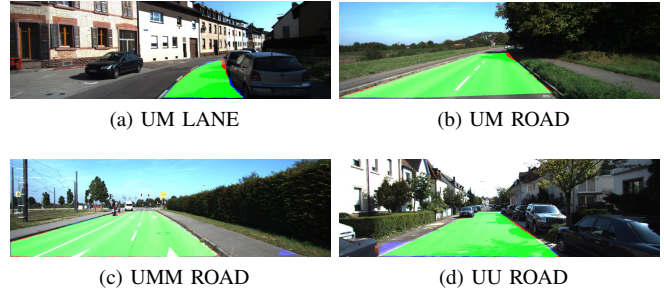 (a) UM LANE
(b) UM ROAD
(c) UMM ROAD
(d) UU ROAD